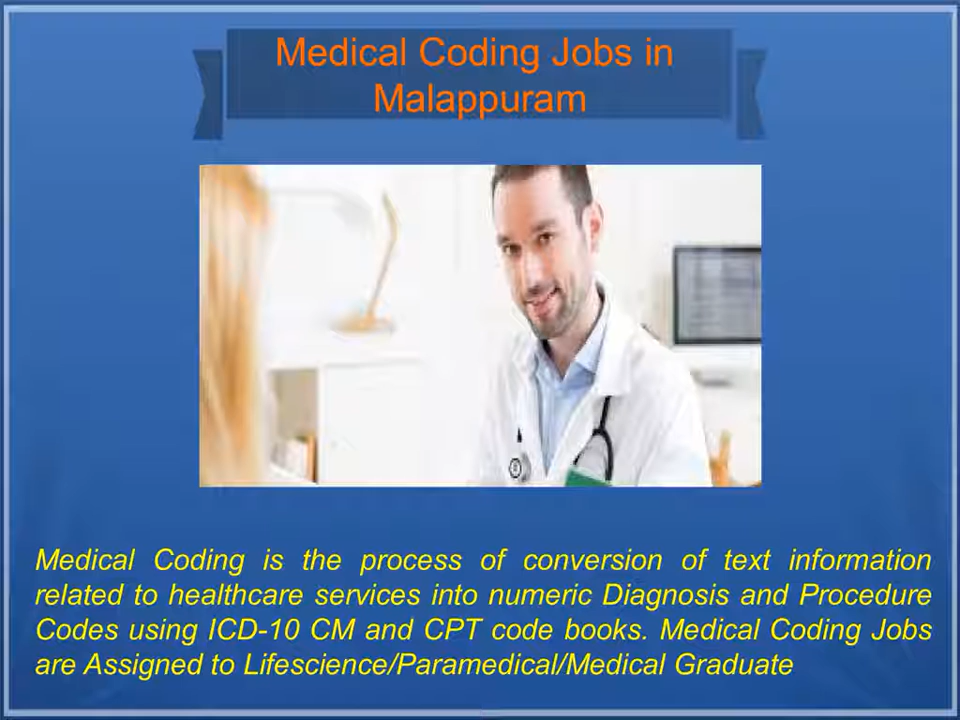 Medical Coding Jobs in
Malappuram
Medical Coding is the process of conversion of text information
related to healthcare services into numeric Diagnosis and Procedure
Codes using ICD-10 CM and CPT code books. Medical Coding Jobs
are Assigned to Lifescience/Paramedical/Medical Graduate